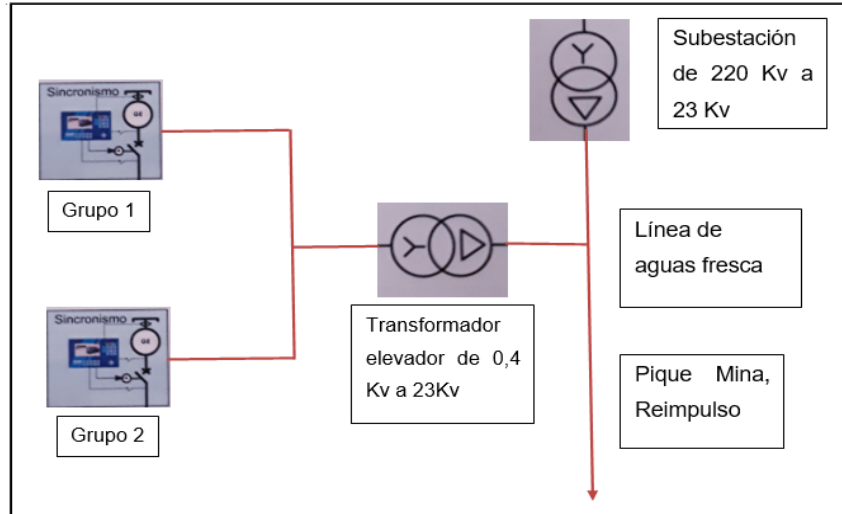 Sincronismo
GE
Grupo 1
Sincronismo
GE
Grupo 2
Transformador
elevador de 0,4
Kv a 23Kv
Subestación
de 220 Kv a
23 Kv
Línea de
aguas fresca
Pique Mina,
Reimpulso